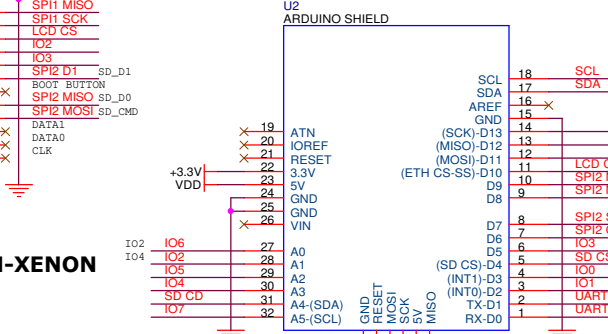 SPI1 MISO
SPI1 SCK
LCD CS
IO2
IO3
SPI2 D1 SD_D1
BOOT BUTTON
SPI2 MISO SD_D0
SPI2 MOSI SD_CMD
DATA1
DATA0
CLK
-XENON
U2
ARDUINO SHIELD
19 ATN
20 IOREF
21 RESET
+3.3V 22 3.3V
VDD 23 5V
24 GND
25 GND
26 VIN
IO2 IO6 27 A0
IO4 IO2 28 A1
IO5 29 A2
IO4 30 A3
SD CD 31 A4-(SDA)
IO7 32 A5-(SCL)
GND
RESET
MOSI
SCK
5V
MISO
SCL 18 SCL
SDA 17 SDA
AREF 16
GND 15
(SCK)-D13 14
(MISO)-D12 13
(MOSI)-D11 12
(ETH CS-SS)-D10 11 LCD
D9 10 SPI2
D8 9 SPI2
D7 8 SPI2
D6 7 SPI2
D5 6 IO3
(SD CS)-D4 5 SD CS
(INT1)-D3 4 IO0
(INT0)-D2 3 IO1
TX-D1 2 UART
RX-D0 1 UART